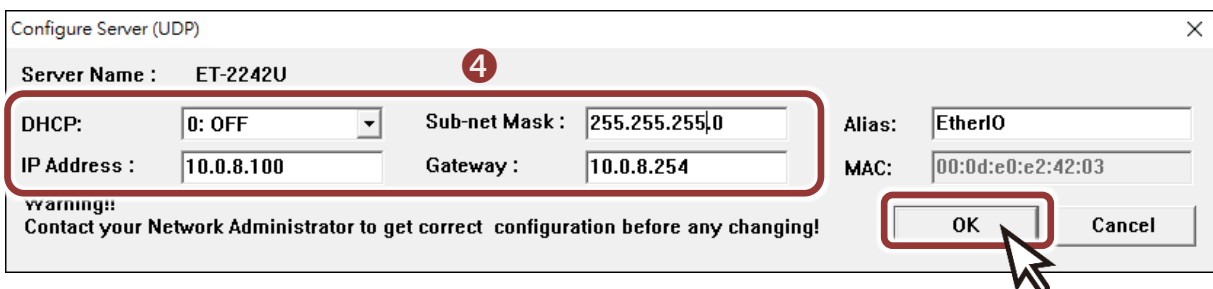 Configure Server (UDP)
Server Name : ET-2242U
4
DHCP: 0: OFF Sub-net Mask : 255.255.255.0 Alias: EtherIO
IP Address : 10.0.8.100 Gateway : 10.0.8.254 MAC: 00:0d:e0:e2:42:03
Warning!!
Contact your Network Administrator to get correct configuration before any changing!
OK Cancel